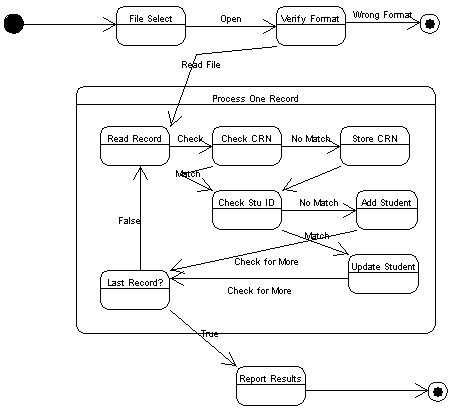 File Select
Open
Verify Format
Wrong Format
Read File
Process One Record
Read Record
Check
Check CRN
No Match
Store CRN
Match
Check Stu ID
No Match
Add Student
False
Match
Check for More
Update Student
Last Record?
Check for More
True
Report Results